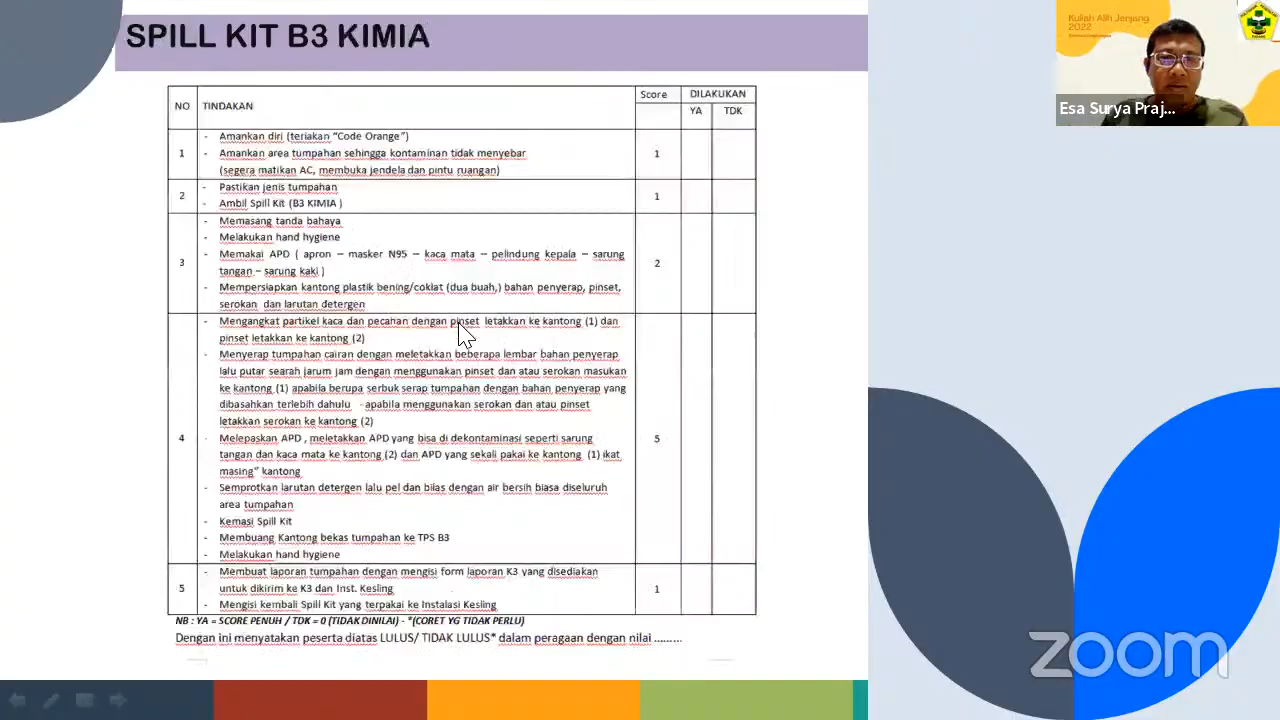 SPILL KIT B3 KIMIA
Kuliah Alih Jenjang
2022
Esa Surya Praj...
NO TINDAKAN Score DILAKUKAN
YA TDK
- Amankan diri (teriakan "Code Orange")
1 - Amankan area tumpahan sehingga kontaminan tidak menyebar 1
(segera matikan AC, membuka jendela dan pintu ruangan)
- Pastikan jenis tumpahan
2 1
- Ambil Spill Kit (B3 KIMIA )
- Memasang tanda bahaya
- Melakukan hand hygiene
- Memakai APD ( apron – masker N95 – kaca mata – pelindung kepala – sarung
3 2
tangan – sarung kaki )
- Mempersiapkan kantong plastik bening/coklat (dua buah,) bahan penyerap, pinset,
serokan dan larutan detergen
- Mengangkat partikel kaca dan pecahan dengan pinset letakkan ke kantong (1) dan
pinset letakkan ke kantong (2)
- Menyerap tumpahan cairan dengan meletakkan beberapa lembar bahan penyerap
lalu putar searah jarum jam dengan menggunakan pinset dan atau serokan masukan
ke kantong (1) apabila berupa serbuk serap tumpahan dengan bahan penyerap yang
dibasahkan terlebih dahulu - apabila menggunakan serokan dan atau pinset
letakkan serokan ke kantong (2)
4 - Melepaskan APD , meletakkan APD yang bisa di dekontaminasi seperti sarung 5
tangan dan kaca mata ke kantong (2) dan APD yang sekali pakai ke kantong (1) ikat
masing" kantong
- Semprotkan larutan detergen lalu pel dan bilas dengan air bersih biasa diseluruh
area tumpahan
- Kemasi Spill Kit
- Membuang Kantong bekas tumpahan ke TPS B3
- Melakukan hand hygiene
- Membuat laporan tumpahan dengan mengisi form laporan K3 yang disediakan
5 untuk dikirim ke K3 dan Inst. Kesling 1
- Mengisi kembali Spill Kit yang terpakai ke Instalasi Kesling
NB : YA = SCORE PENUH / TDK = 0 (TIDAK DINILAI) - *(CORET YG TIDAK PERLU)
Dengan ini menyatakan peserta diatas LULUS/ TIDAK LULUS* dalam peragaan dengan nilai .........
zoom